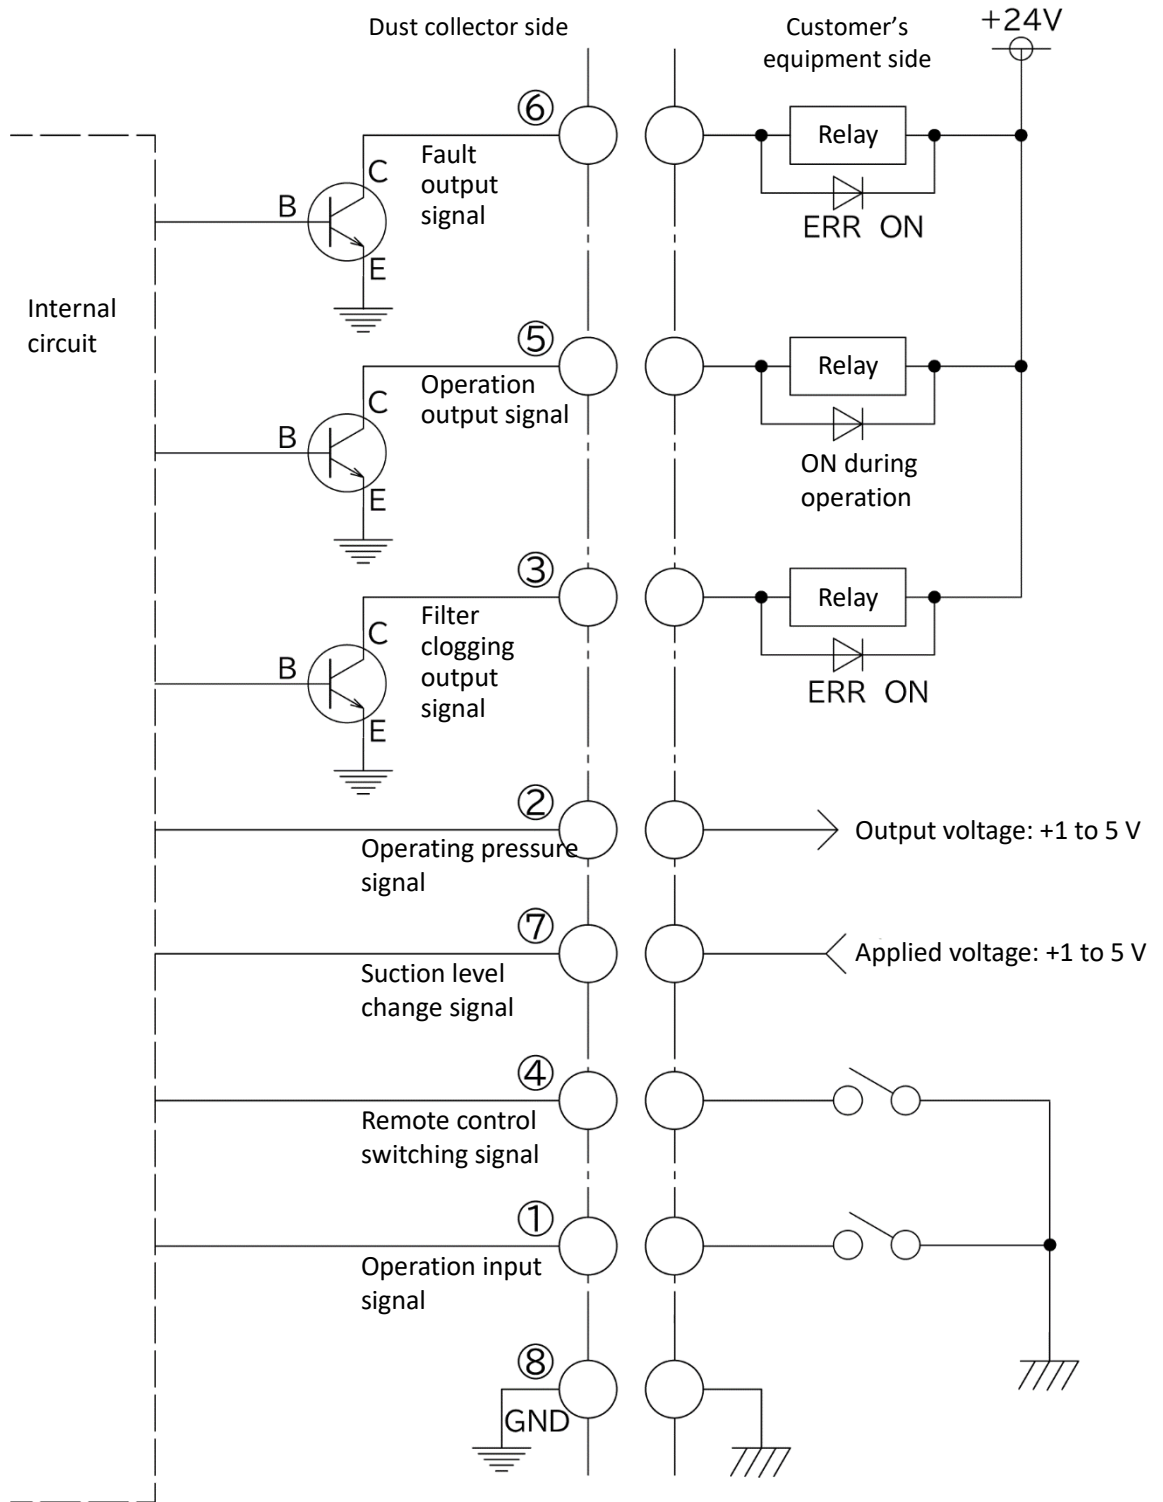 Dust collector side
Customer’s
equipment side
+24V
⑥
Fault
output
signal
C
B
E
Relay
ERR ON
Internal
circuit
⑤
Operation
output signal
C
B
E
Relay
ON during
operation
③
Filter
clogging
output
signal
C
B
E
Relay
ERR ON
②
Operating pressure
signal
Output voltage: +1 to 5 V
⑦
Suction level
change signal
Applied voltage: +1 to 5 V
④
Remote control
switching signal
①
Operation input
signal
⑧
GND